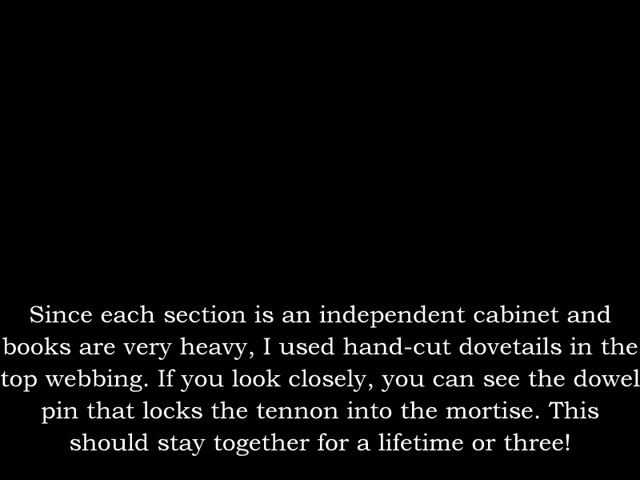 Since each section is an independent cabinet and
books are very heavy, I used hand-cut dovetails in the
top webbing. If you look closely, you can see the dowel
pin that locks the tennon into the mortise. This
should stay together for a lifetime or three!